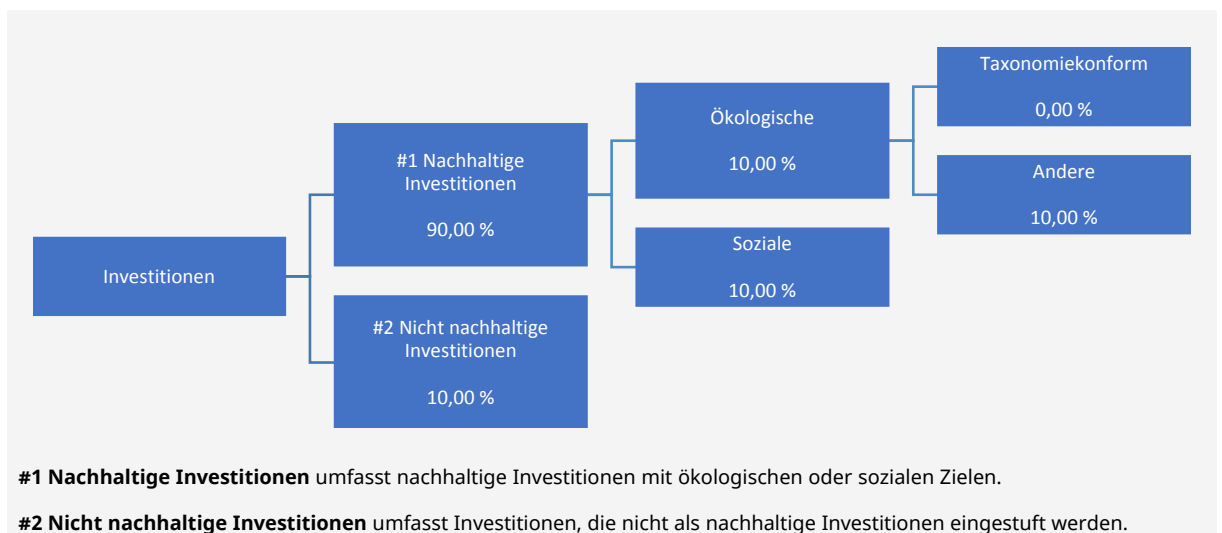 Investitionen
#1 Nachhaltige
Investitionen
90,00 %
#2 Nicht nachhaltige
Investitionen
10,00 %
Ökologische
10,00 %
Soziale
10,00 %
Taxonomiekonform
0,00 %
Andere
10,00 %
#1 Nachhaltige Investitionen umfasst nachhaltige Investitionen mit ökologischen oder sozialen Zielen.
#2 Nicht nachhaltige Investitionen umfasst Investitionen, die nicht als nachhaltige Investitionen eingestuft werden.